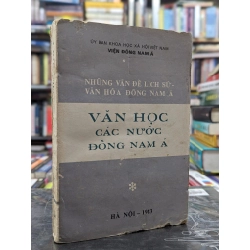 ỦY BAN KHOA HỌC XÃ HỘI VIỆT NAM
VIỆN ĐÔNG NAM Á
NHỮNG VẤN ĐỀ LỊCH SỬ -
VĂN HÓA ĐÔNG NAM Á
VĂN HỌC
CÁC NƯỚC
ĐÔNG NAM Á
HÀ NỘI - 1983